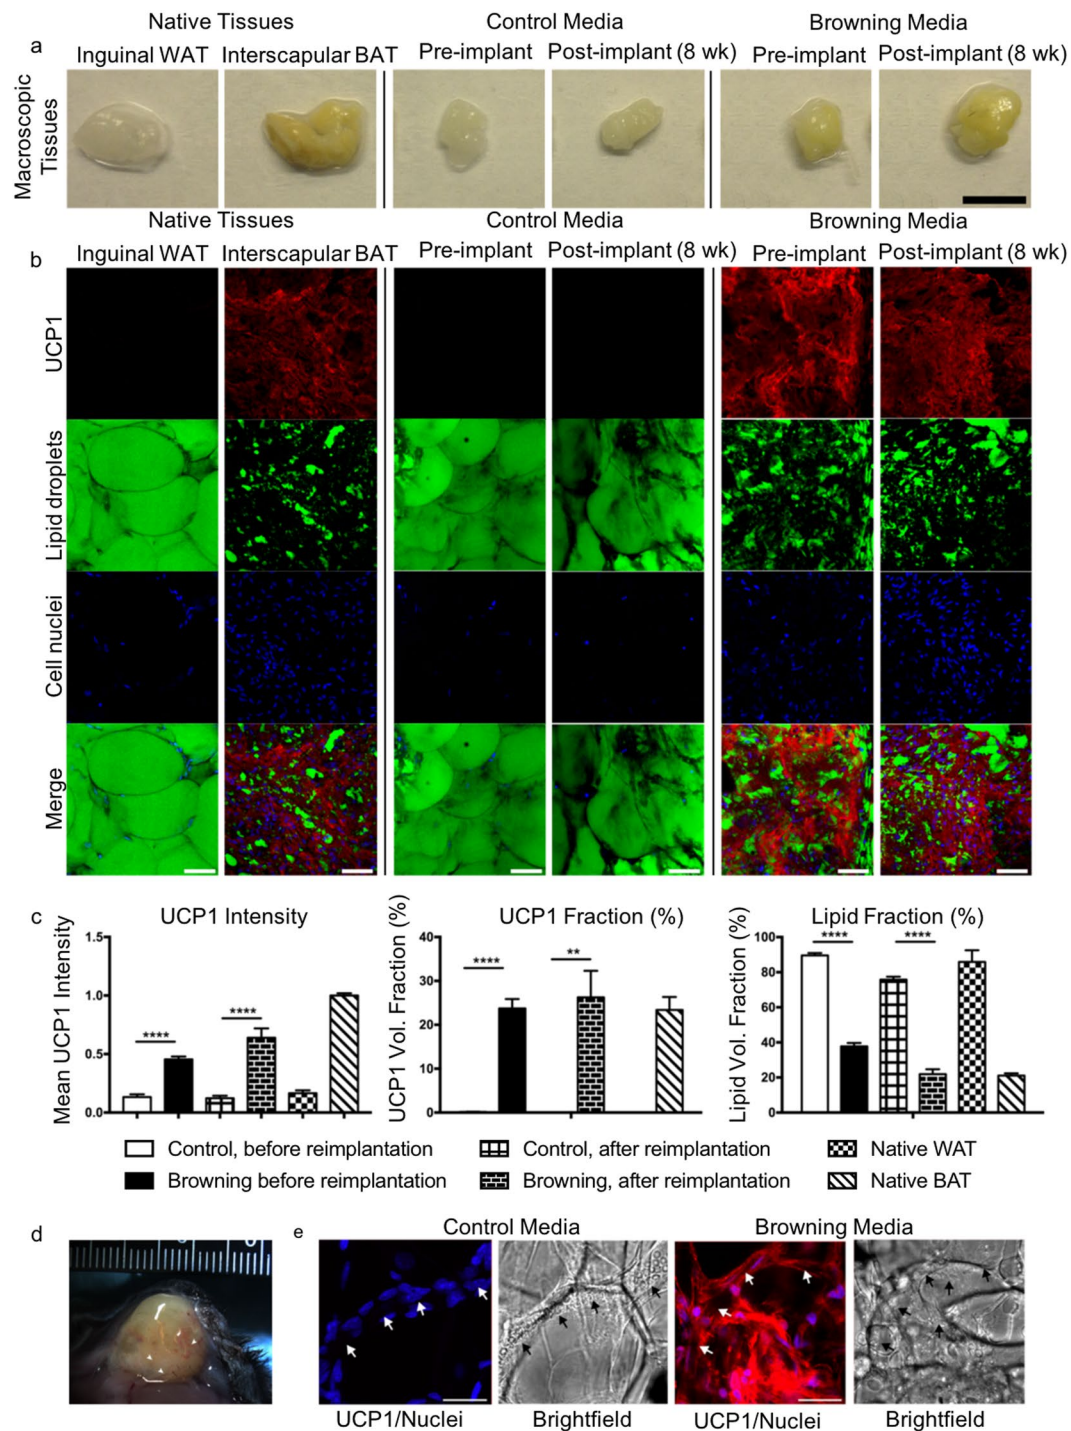 Native Tissues Control Media Browning Media
a Inguinal WAT Interscapular BAT Pre-implant Post-implant (8 wk) Pre-implant Post-implant (8 wk)
Macroscopic
Tissues
Native Tissues Control Media Browning Media
b Inguinal WAT Interscapular BAT Pre-implant Post-implant (8 wk) Pre-implant Post-implant (8 wk)
UCP1
Lipid droplets
Cell nuclei
Merge
c UCP1 Intensity UCP1 Fraction (%) Lipid Fraction (%)
Mean UCP1 Intensity
1.5
1.0
0.5
0.0
**** ****
UCP1 Vol. Fraction (%)
40
30
20
10
0
**** **
Lipid Vol. Fraction (%)
100
80
60
40
20
0
**** ****
Control, before reimplantation Control, after reimplantation Native WAT
Browning before reimplantation Browning, after reimplantation Native BAT
d e Control Media Browning Media
UCP1/Nuclei Brightfield UCP1/Nuclei Brightfield